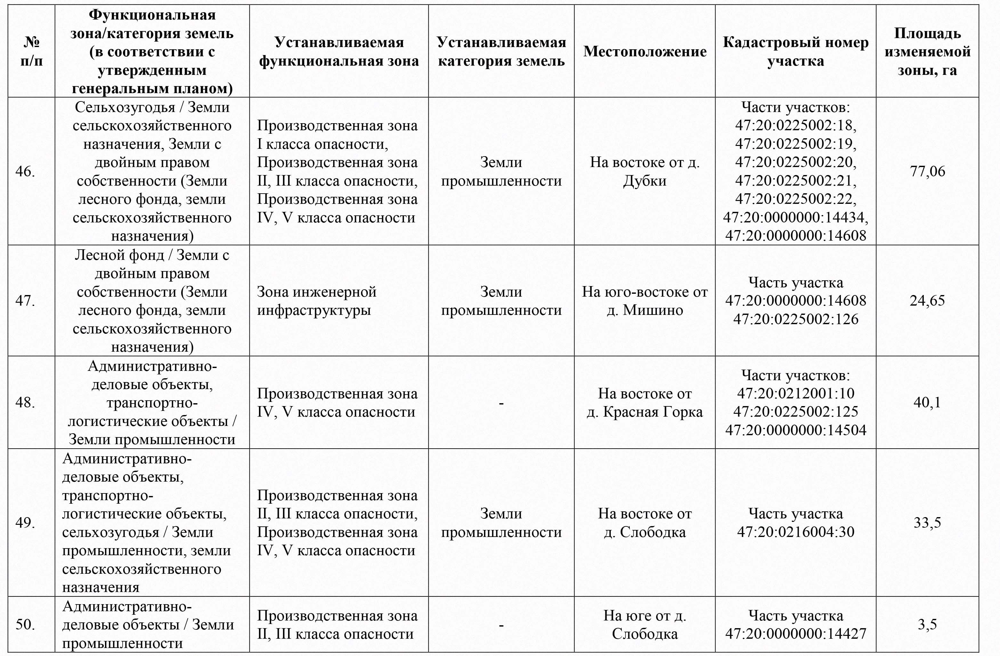 №
п/п
Функциональная
зона/категория земель
(в соответствии с
утвержденным
генеральным планом)
Устанавливаемая
функциональная зона
Устанавливаемая
категория земель
Местоположение
Кадастровый номер
участка
Площадь
изменяемой
зоны, га
46.
Сельхозугодья / Земли
сельскохозяйственного
назначения, Земли с
двойным правом
собственности (Земли
лесного фонда, земли
сельскохозяйственного
назначения)
Производственная зона
I класса опасности,
Производственная зона
II, III класса опасности,
Производственная зона
IV, V класса опасности
Земли
промышленности
На востоке от д.
Дубки
Части участков:
47:20:0225002:18,
47:20:0225002:19,
47:20:0225002:20,
47:20:0225002:21,
47:20:0225002:22,
47:20:0000000:14434,
47:20:0000000:14608
77,06
47.
Лесной фонд / Земли с
двойным правом
собственности (Земли
лесного фонда, земли
сельскохозяйственного
назначения)
Зона инженерной
инфраструктуры
Земли
промышленности
На юго-востоке от
д. Мишино
Часть участка
47:20:0000000:14608
47:20:0225002:126
24,65
48.
Административно-
деловые объекты,
транспортно-
логистические объекты /
Земли промышленности
Производственная зона
IV, V класса опасности
-
На востоке от
д. Красная Горка
Части участков:
47:20:0212001:10
47:20:0225002:125
47:20:0000000:14504
40,1
49.
Административно-
деловые объекты,
транспортно-
логистические объекты,
сельхозугодья / Земли
промышленности, земли
сельскохозяйственного
назначения
Производственная зона
II, III класса опасности,
Производственная зона
IV, V класса опасности
Земли
промышленности
На востоке от
д. Слободка
Часть участка
47:20:0216004:30
33,5
50.
Административно-
деловые объекты / Земли
промышленности
Производственная зона
II, III класса опасности
-
На юге от д.
Слободка
Часть участка
47:20:0000000:14427
3,5